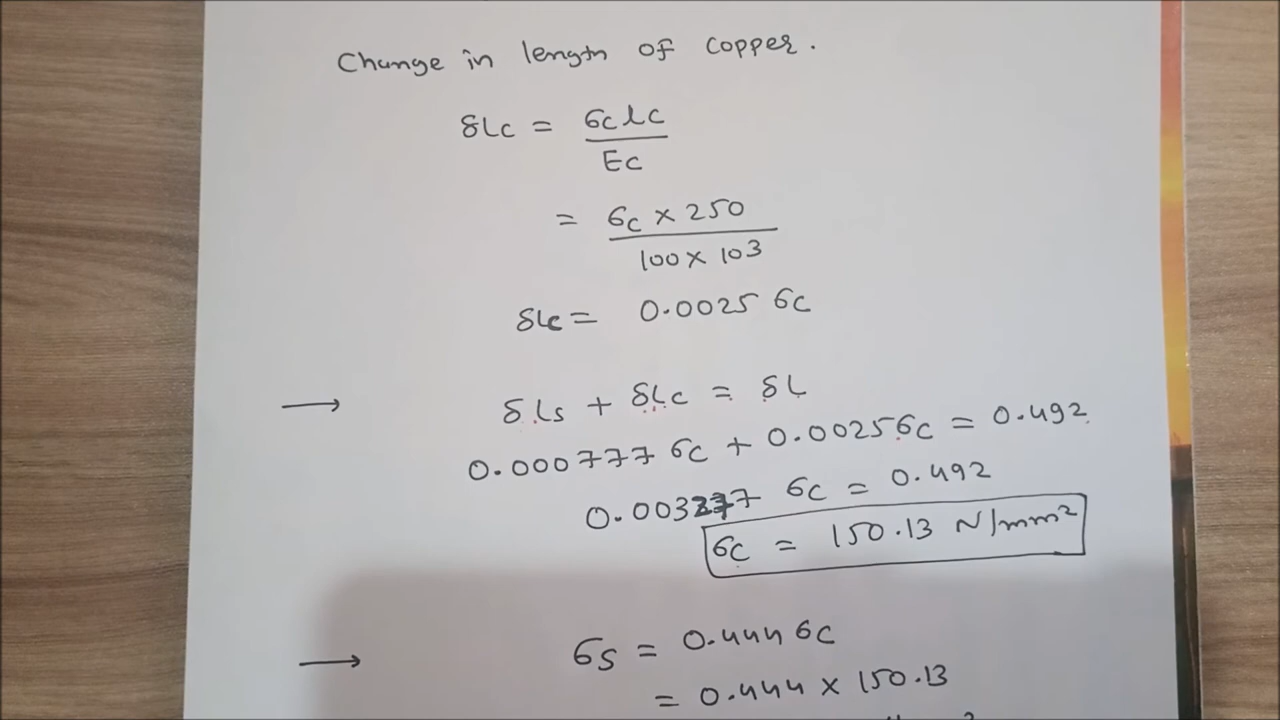 Change in length of copper.
δLc = σc lc / Ec
= σc × 250 / 100 × 10³
δLc = 0.0025 σc
→ δLs + δLc = δL
0.000777 σc + 0.0025 σc = 0.492
0.003277 σc = 0.492
σc = 150.13 N/mm²
→ σs = 0.444 σc
= 0.444 × 150.13